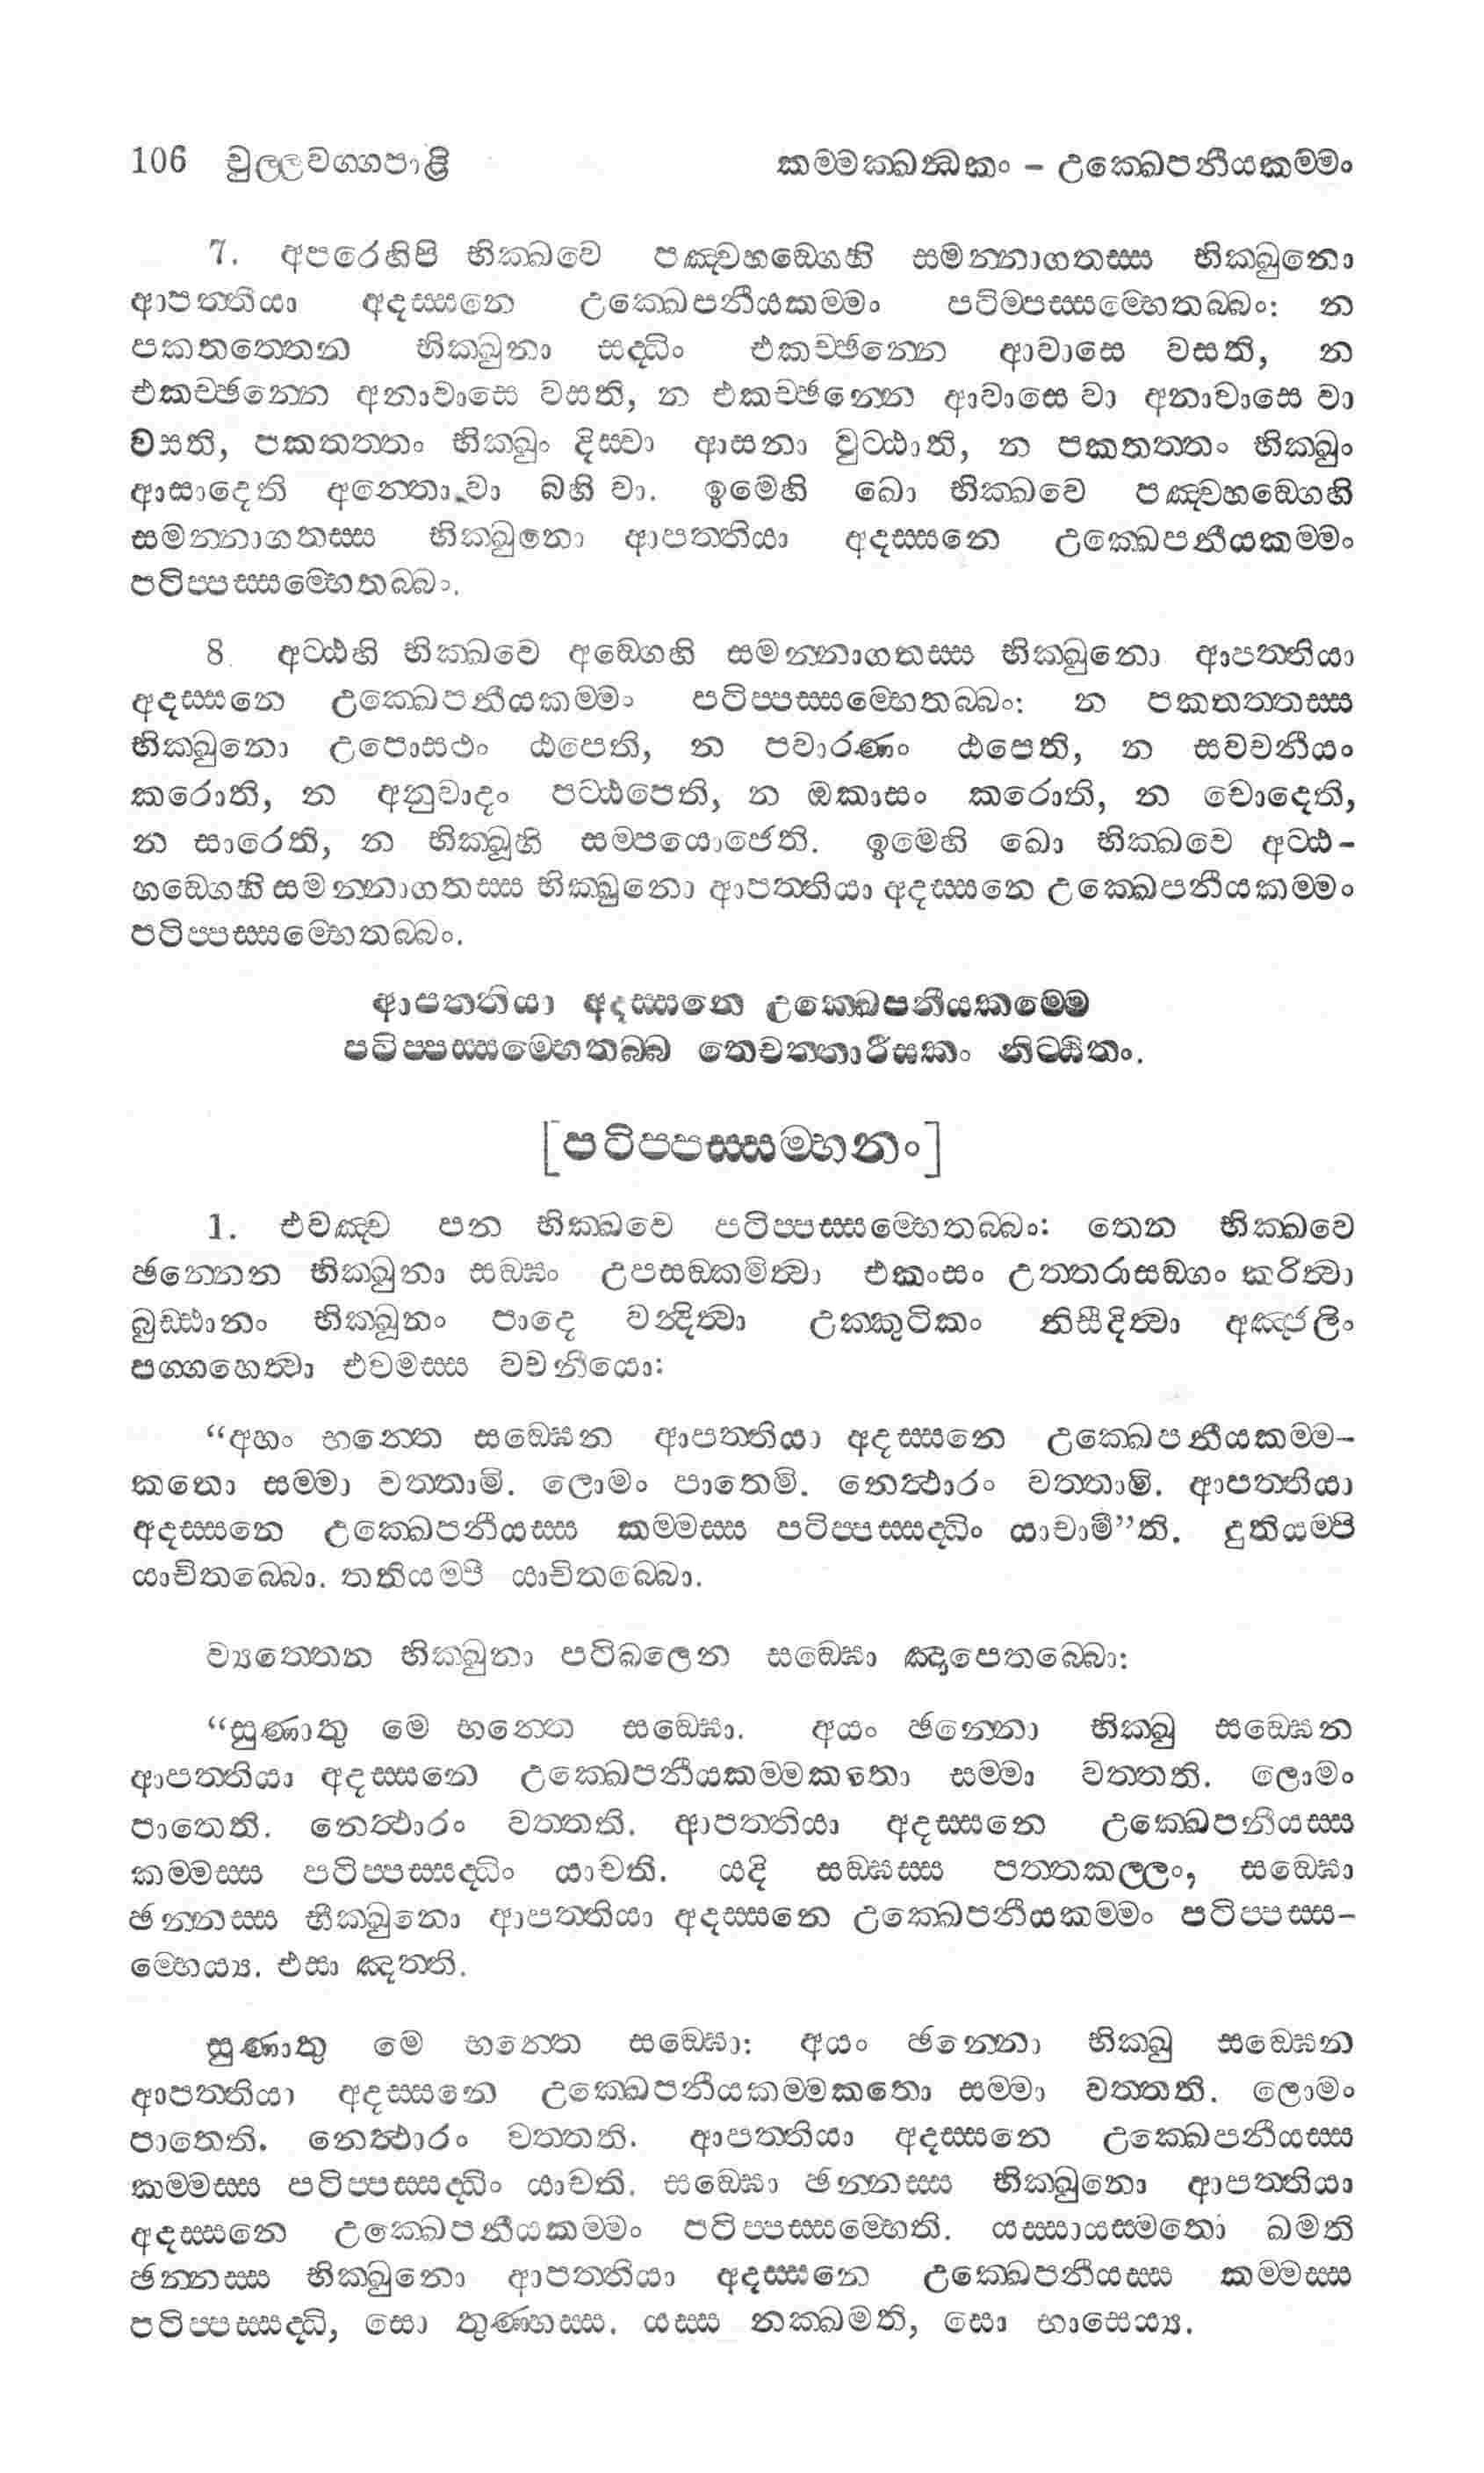 106 චුල්ලවග්ගපාළි කම්මක්ඛන්ධකං – උක්ඛෙපනීයකම්මං
7. අපරෙහිපි භික්ඛවෙ පඤ්චහඞ්ගෙහි සමන්නාගතස්ස භික්ඛුනො
ආපත්තියා අදස්සනෙ උක්ඛෙපනීයකම්මං පටිප්පස්සම්භෙතබ්බං: න
පකතත්තෙන භික්ඛුනා සද්ධිං එකච්ඡන්නෙ ආවාසෙ වසති, න
එකච්ඡන්නෙ අනාවාසෙ වසති, න එකච්ඡන්නෙ ආවාසෙ වා අනාවාසෙ වා
වසති, පකතත්තං භික්ඛුං දිස්වා ආසනා වුට්ඨාති, න පකතත්තං භික්ඛුං
ආසාදෙති අන්තො වා බහි වා. ඉමෙහි ඛො භික්ඛවෙ පඤ්චහඞ්ගෙහි
සමන්නාගතස්ස භික්ඛුනො ආපත්තියා අදස්සනෙ උක්ඛෙපනීයකම්මං
පටිප්පස්සම්භෙතබ්බං.
8. අට්ඨහි භික්ඛවෙ අඞ්ගෙහි සමන්නාගතස්ස භික්ඛුනො ආපත්තියා
අදස්සනෙ උක්ඛෙපනීයකම්මං පටිප්පස්සම්භෙතබ්බං: න පකතත්තස්ස
භික්ඛුනො උපොසථං ඨපෙති, න පවාරණං ඨපෙති, න සවචනීයං
කරොති, න අනුවාදං පට්ඨපෙති, න ඔකාසං කරොති, න චොදෙති,
න සාරෙති, න භික්ඛූහි සම්පයොජෙති. ඉමෙහි ඛො භික්ඛවෙ අට්ඨ-
හඞ්ගෙහි සමන්නාගතස්ස භික්ඛුනො ආපත්තියා අදස්සනෙ උක්ඛෙපනීයකම්මං
පටිප්පස්සම්භෙතබ්බං.
ආපත්තියා අදස්සනෙ උක්ඛෙපනීයකම්මෙ
පටිප්පස්සම්භෙතබ්බ තෙචත්තාරීසකං නිට්ඨිතං.
[පටිප්පස්සම්භනං]
1. එවඤ්ච පන භික්ඛවෙ පටිප්පස්සම්භෙතබ්බං: තෙන භික්ඛවෙ
ඡන්නෙන භික්ඛුනා සඞ්ඝං උපසඞ්කමිත්වා එකංසං උත්තරාසඞ්ගං කරිත්වා
බුඩ්ඪානං භික්ඛූනං පාදෙ වන්දිත්වා උක්කුටිකං නිසීදිත්වා අඤ්ජලිං
පග්ගහෙත්වා එවමස්ස වචනීයො:
“අහං භන්තෙ සඞ්ඝෙන ආපත්තියා අදස්සනෙ උක්ඛෙපනීයකම්ම-
කතො සම්මා වත්තාමි. ලොමං පාතෙමි. නෙත්ථාරං වත්තාමි. ආපත්තියා
අදස්සනෙ උක්ඛෙපනීයස්ස කම්මස්ස පටිප්පස්සද්ධිං යාචාමී”ති. දුතියම්පි
යාචිතබ්බො. තතියම්පි යාචිතබ්බො.
ව්‍යත්තෙන භික්ඛුනා පටිබලෙන සඞ්ඝො ඤාපෙතබ්බො:
“සුණාතු මෙ භන්තෙ සඞ්ඝො. අයං ඡන්නො භික්ඛු සඞ්ඝෙන
ආපත්තියා අදස්සනෙ උක්ඛෙපනීයකම්මකතො සම්මා වත්තති. ලොමං
පාතෙති. නෙත්ථාරං වත්තති. ආපත්තියා අදස්සනෙ උක්ඛෙපනීයස්ස
කම්මස්ස පටිප්පස්සද්ධිං යාචති. යදි සඞ්ඝස්ස පත්තකල්ලං, සඞ්ඝො
ඡන්නස්ස භික්ඛුනො ආපත්තියා අදස්සනෙ උක්ඛෙපනීයකම්මං පටිප්පස්ස-
ම්භෙය්‍ය. එසා ඤත්ති.
සුණාතු මෙ භන්තෙ සඞ්ඝො: අයං ඡන්නො භික්ඛු සඞ්ඝෙන
ආපත්තියා අදස්සනෙ උක්ඛෙපනීයකම්මකතො සම්මා වත්තති. ලොමං
පාතෙති. නෙත්ථාරං වත්තති. ආපත්තියා අදස්සනෙ උක්ඛෙපනීයස්ස
කම්මස්ස පටිප්පස්සද්ධිං යාචති. සඞ්ඝො ඡන්නස්ස භික්ඛුනො ආපත්තියා
අදස්සනෙ උක්ඛෙපනීයකම්මං පටිප්පස්සම්භෙති. යස්සායස්මතො ඛමති
ඡන්නස්ස භික්ඛුනො ආපත්තියා අදස්සනෙ උක්ඛෙපනීයස්ස කම්මස්ස
පටිප්පස්සද්ධි, සො තුණ්හස්ස. යස්ස නක්ඛමති, සො භාසෙය්‍ය.